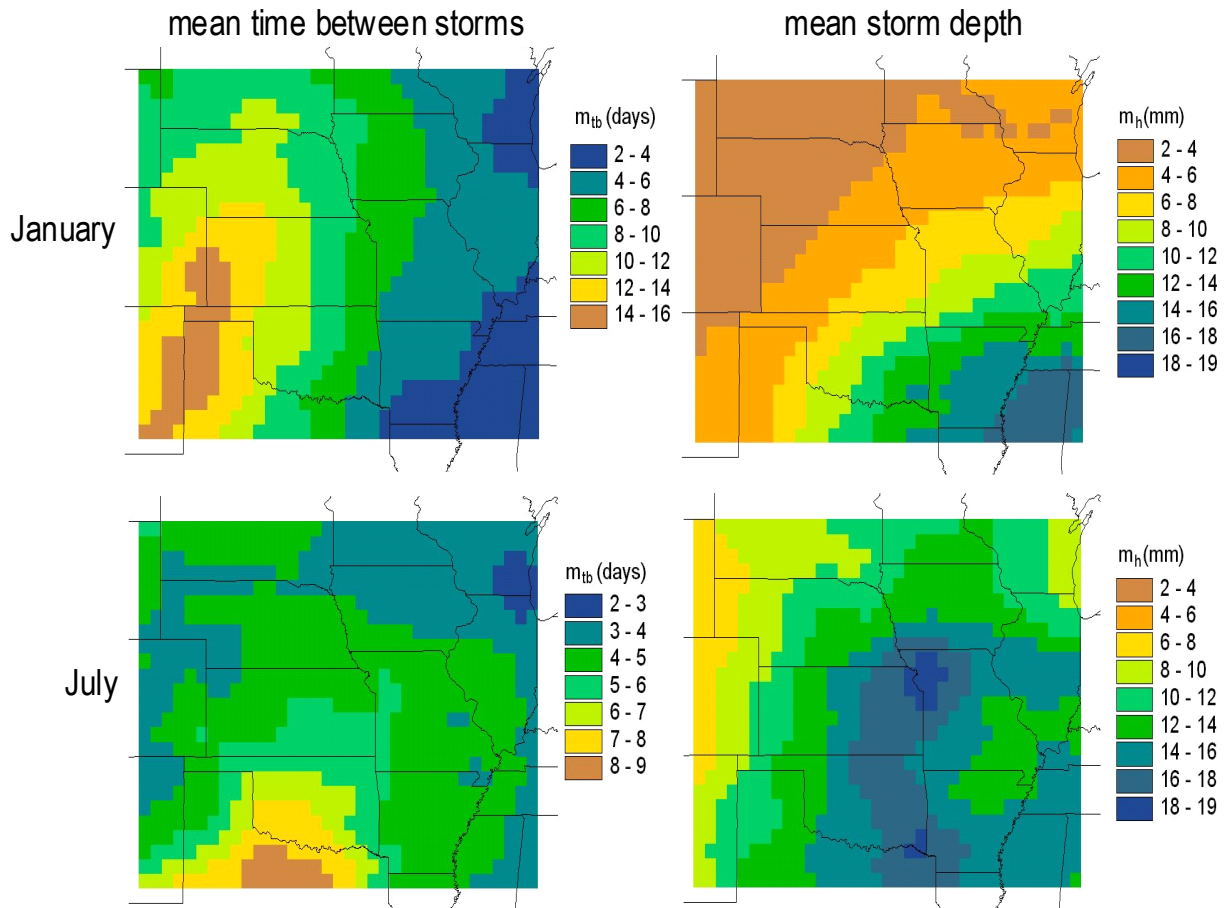 mean time between storms
mean storm depth
January
m_tb (days)
2 - 4
4 - 6
6 - 8
8 - 10
10 - 12
12 - 14
14 - 16
m_h(mm)
2 - 4
4 - 6
6 - 8
8 - 10
10 - 12
12 - 14
14 - 16
16 - 18
18 - 19
July
m_tb (days)
2 - 3
3 - 4
4 - 5
5 - 6
6 - 7
7 - 8
8 - 9
m_h(mm)
2 - 4
4 - 6
6 - 8
8 - 10
10 - 12
12 - 14
14 - 16
16 - 18
18 - 19